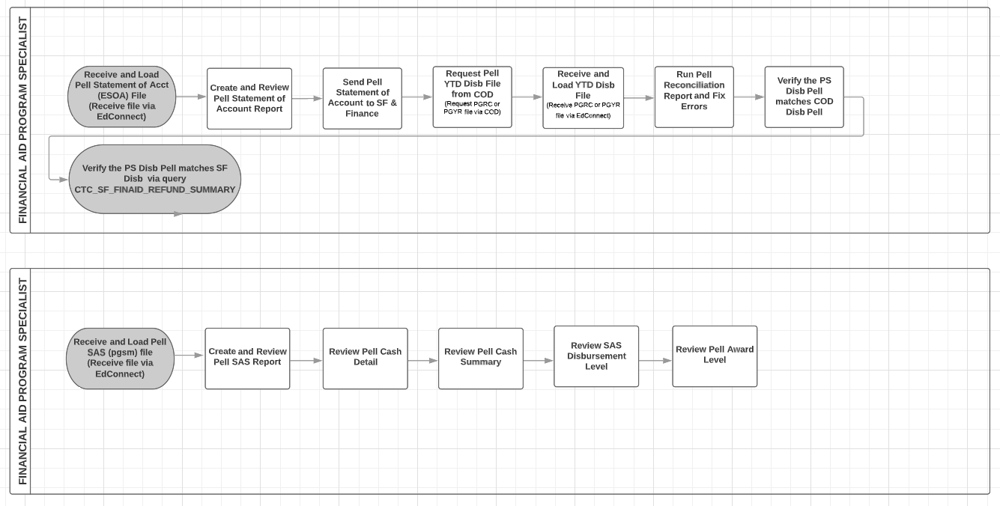 FINANCIAL AID PROGRAM SPECIALIST
Receive and Load
Pell Statement of Acct
(ESOA) File
(Receive file via
EdConnect)
Create and Review
Pell Statement of
Account Report
Send Pell
Statement of
Account to SF &
Finance
Request Pell
YTD Disb File
from COD
(Request PGRC or
PGYR file via COD)
Receive and
Load YTD Disb
File
(Receive PGRC or PGYR
file via EdConnect)
Run Pell
Reconciliation
Report and Fix
Errors
Verify the PS
Disb Pell
matches COD
Disb Pell
Verify the PS Disb Pell matches SF
Disb via query
CTC_SF_FINAID_REFUND_SUMMARY
FINANCIAL AID PROGRAM SPECIALIST
Receive and Load Pell
SAS (pgsm) file
(Receive file via
EdConnect)
Create and Review
Pell SAS Report
Review Pell Cash
Detail
Review Pell Cash
Summary
Review SAS
Disbursement
Level
Review Pell Award
Level